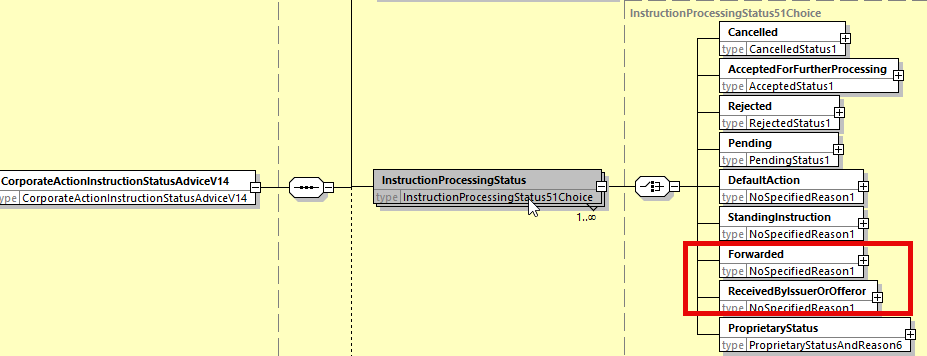 InstructionProcessingStatus51Choice
Cancelled
type CancelledStatus1
AcceptedForFurtherProcessing
type AcceptedStatus1
Rejected
type RejectedStatus1
Pending
type PendingStatus1
CorporateActionInstructionStatusAdviceV14
type CorporateActionInstructionStatusAdviceV14
InstructionProcessingStatus
type InstructionProcessingStatus51Choice
1..∞
DefaultAction
type NoSpecifiedReason1
StandingInstruction
type NoSpecifiedReason1
Forwarded
type NoSpecifiedReason1
ReceivedByIssuerOrOfferor
type NoSpecifiedReason1
ProprietaryStatus
type ProprietaryStatusAndReason6